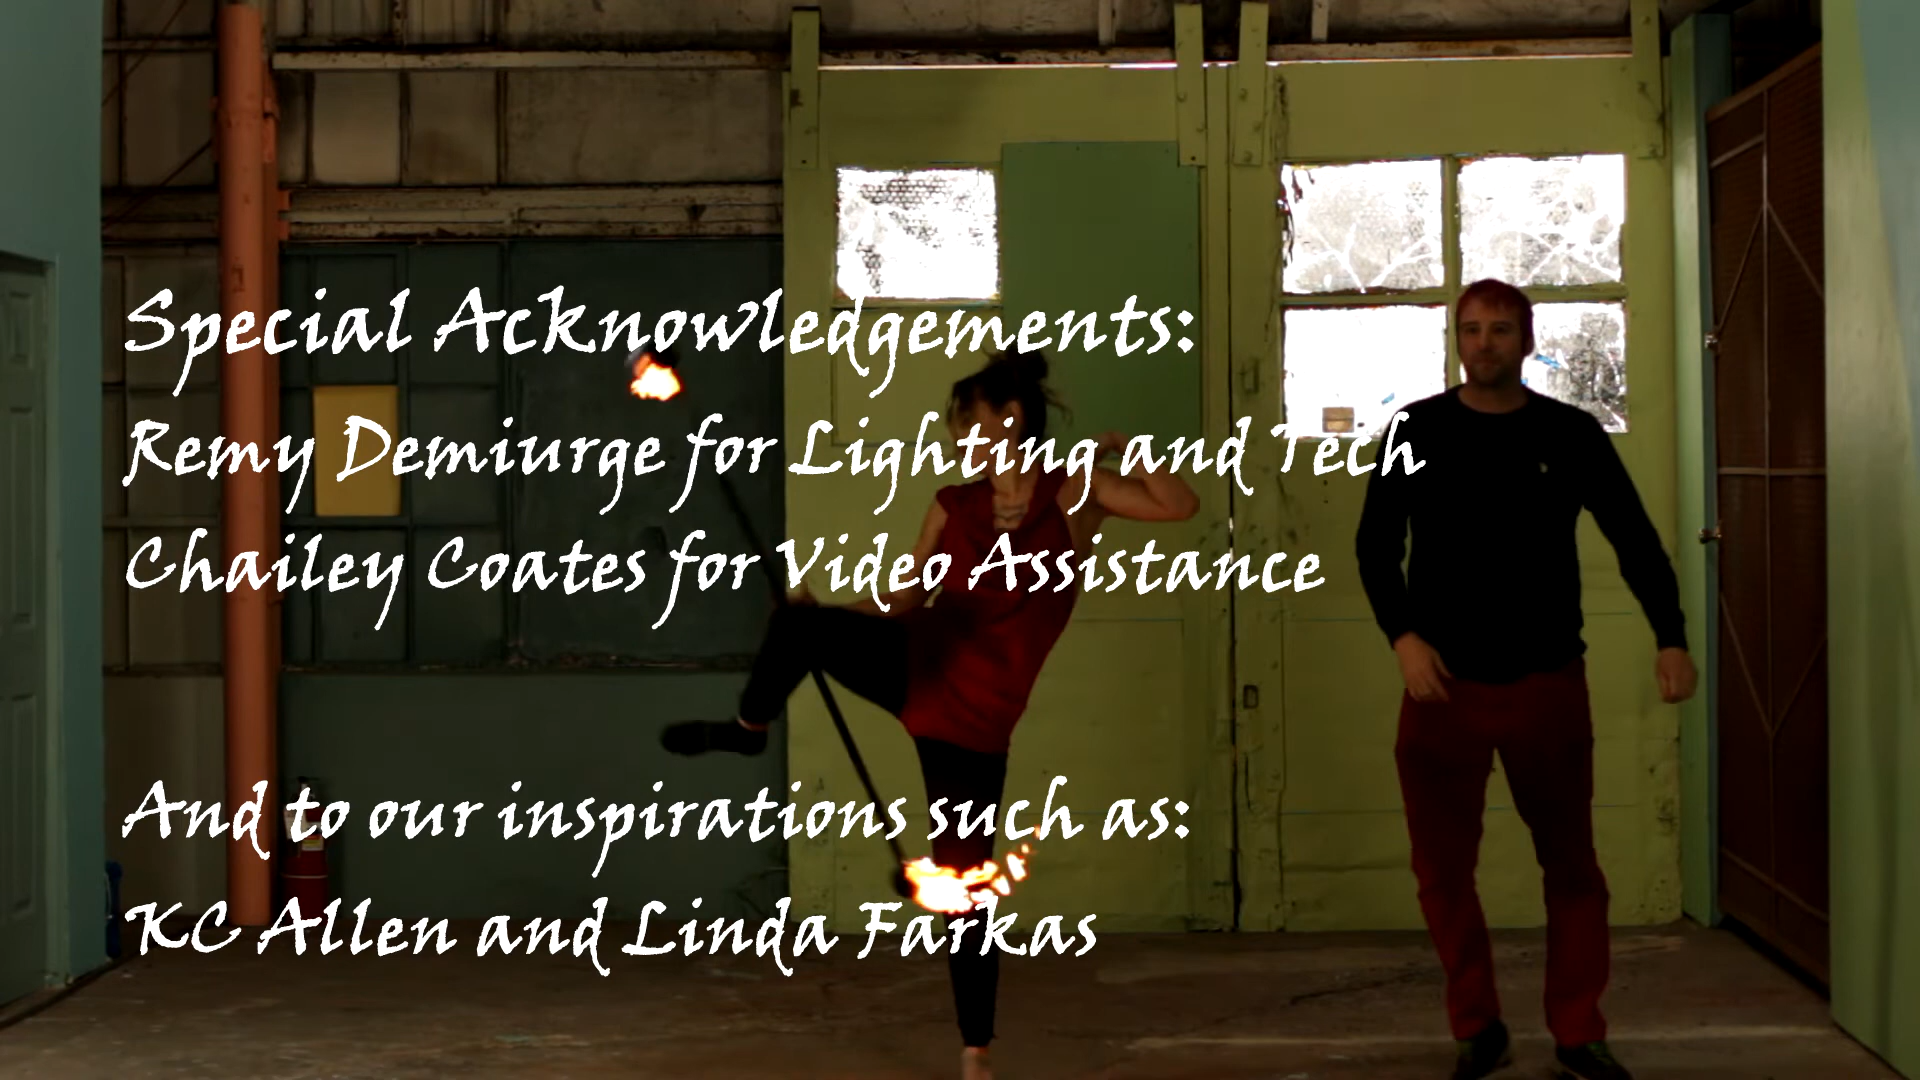 Special Acknowledgements:
Remy Demiurge for Lighting and Tech
Chailey Coates for Video Assistance
And to our inspirations such as:
KC Allen and Linda Farkas